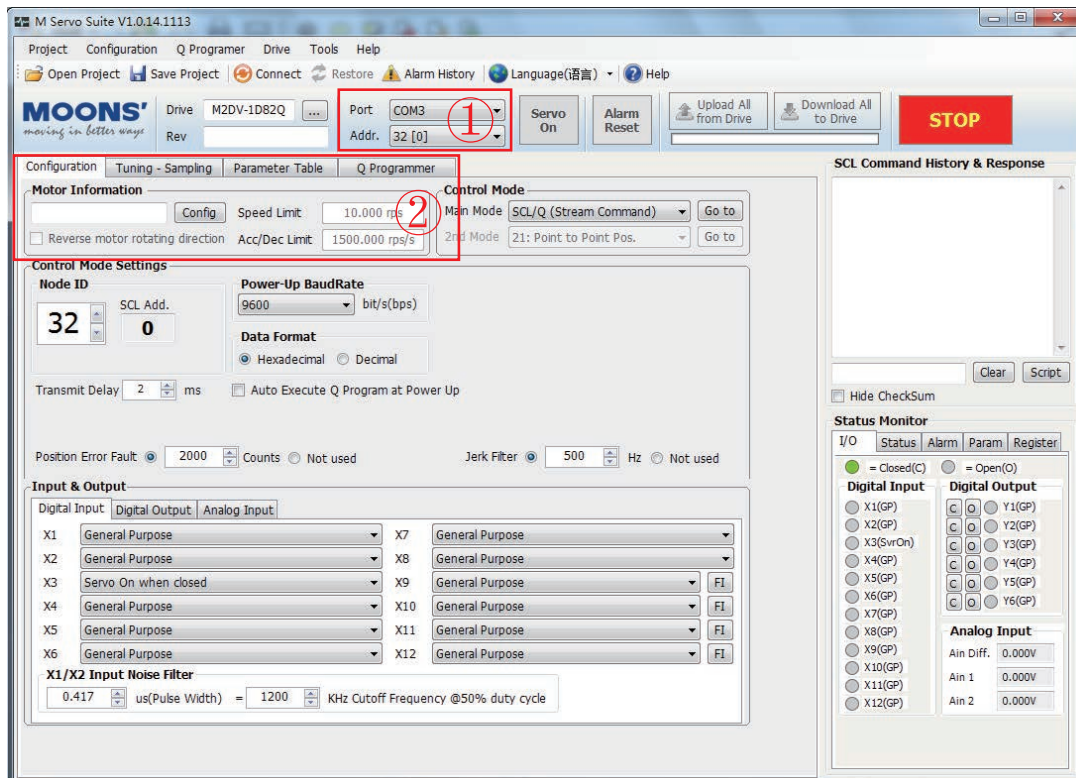 M Servo Suite V1.0.14.1113
Project Configuration Q Programer Drive Tools Help
Open Project Save Project Connect Restore Alarm History Language(语言) Help
MOONS'
moving in better ways
Drive M2DV-1D82Q ...
Rev
Port COM3
Addr. 32 [0]
①
Servo On
Alarm Reset
Upload All from Drive
Download All to Drive
STOP
Configuration Tuning - Sampling Parameter Table Q Programmer
Motor Information
Config Speed Limit 10.000 rps
Reverse motor rotating direction Acc/Dec Limit 1500.000 rps/s
②
Control Mode
Main Mode SCL/Q (Stream Command) Go to
2nd Mode 21: Point to Point Pos. Go to
Control Mode Settings
Node ID
32
SCL Add.
0
Power-Up BaudRate
9600 bit/s(bps)
Data Format
Hexadecimal Decimal
Transmit Delay 2 ms Auto Execute Q Program at Power Up
Position Error Fault 2000 Counts Not used Jerk Filter 500 Hz Not used
Input & Output
Digital Input Digital Output Analog Input
X1 General Purpose X7 General Purpose
X2 General Purpose X8 General Purpose
X3 Servo On when closed X9 General Purpose FI
X4 General Purpose X10 General Purpose FI
X5 General Purpose X11 General Purpose FI
X6 General Purpose X12 General Purpose FI
X1/X2 Input Noise Filter
0.417 us(Pulse Width) = 1200 KHz Cutoff Frequency @50% duty cycle
SCL Command History & Response
Clear Script
Hide CheckSum
Status Monitor
I/O Status Alarm Param Register
= Closed(C) = Open(O)
Digital Input
X1(GP)
X2(GP)
X3(SvrOn)
X4(GP)
X5(GP)
X6(GP)
X7(GP)
X8(GP)
X9(GP)
X10(GP)
X11(GP)
X12(GP)
Digital Output
C O Y1(GP)
C O Y2(GP)
C O Y3(GP)
C O Y4(GP)
C O Y5(GP)
C O Y6(GP)
Analog Input
Ain Diff. 0.000V
Ain 1 0.000V
Ain 2 0.000V